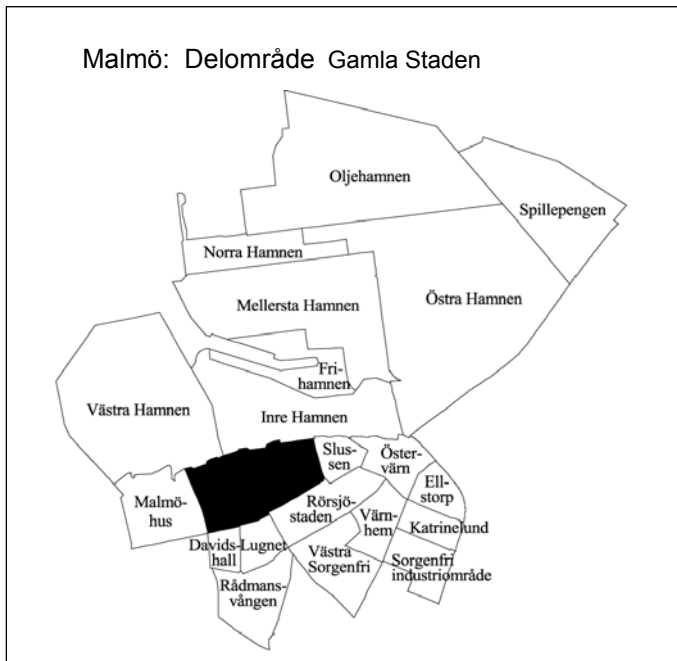 Malmö: Delområde Gamla Staden
Oljehamnen
Spillepengen
Norra Hamnen
Mellersta Hamnen
Östra Hamnen
Fri-
hamnen
Västra Hamnen
Inre Hamnen
Slus-
sen
Öster-
värn
Ell-
storp
Malmö-
hus
Rörsjö-
staden
Värn-
hem
Katrinelund
Davids-
hall
Lugnet
Västra
Sorgenfri
Sorgenfri
industriområde
Rådmans-
vången